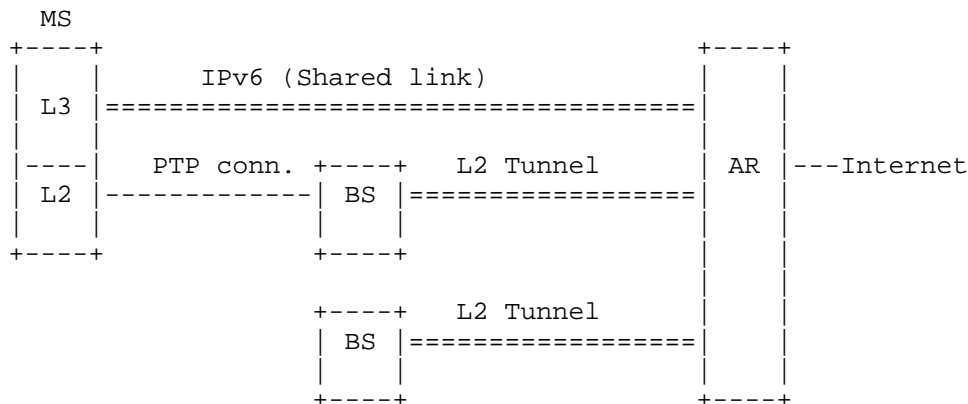 MS
IPv6 (Shared link)
L3
PTP conn. L2 Tunnel AR ---Internet
L2 BS
L2 Tunnel
BS